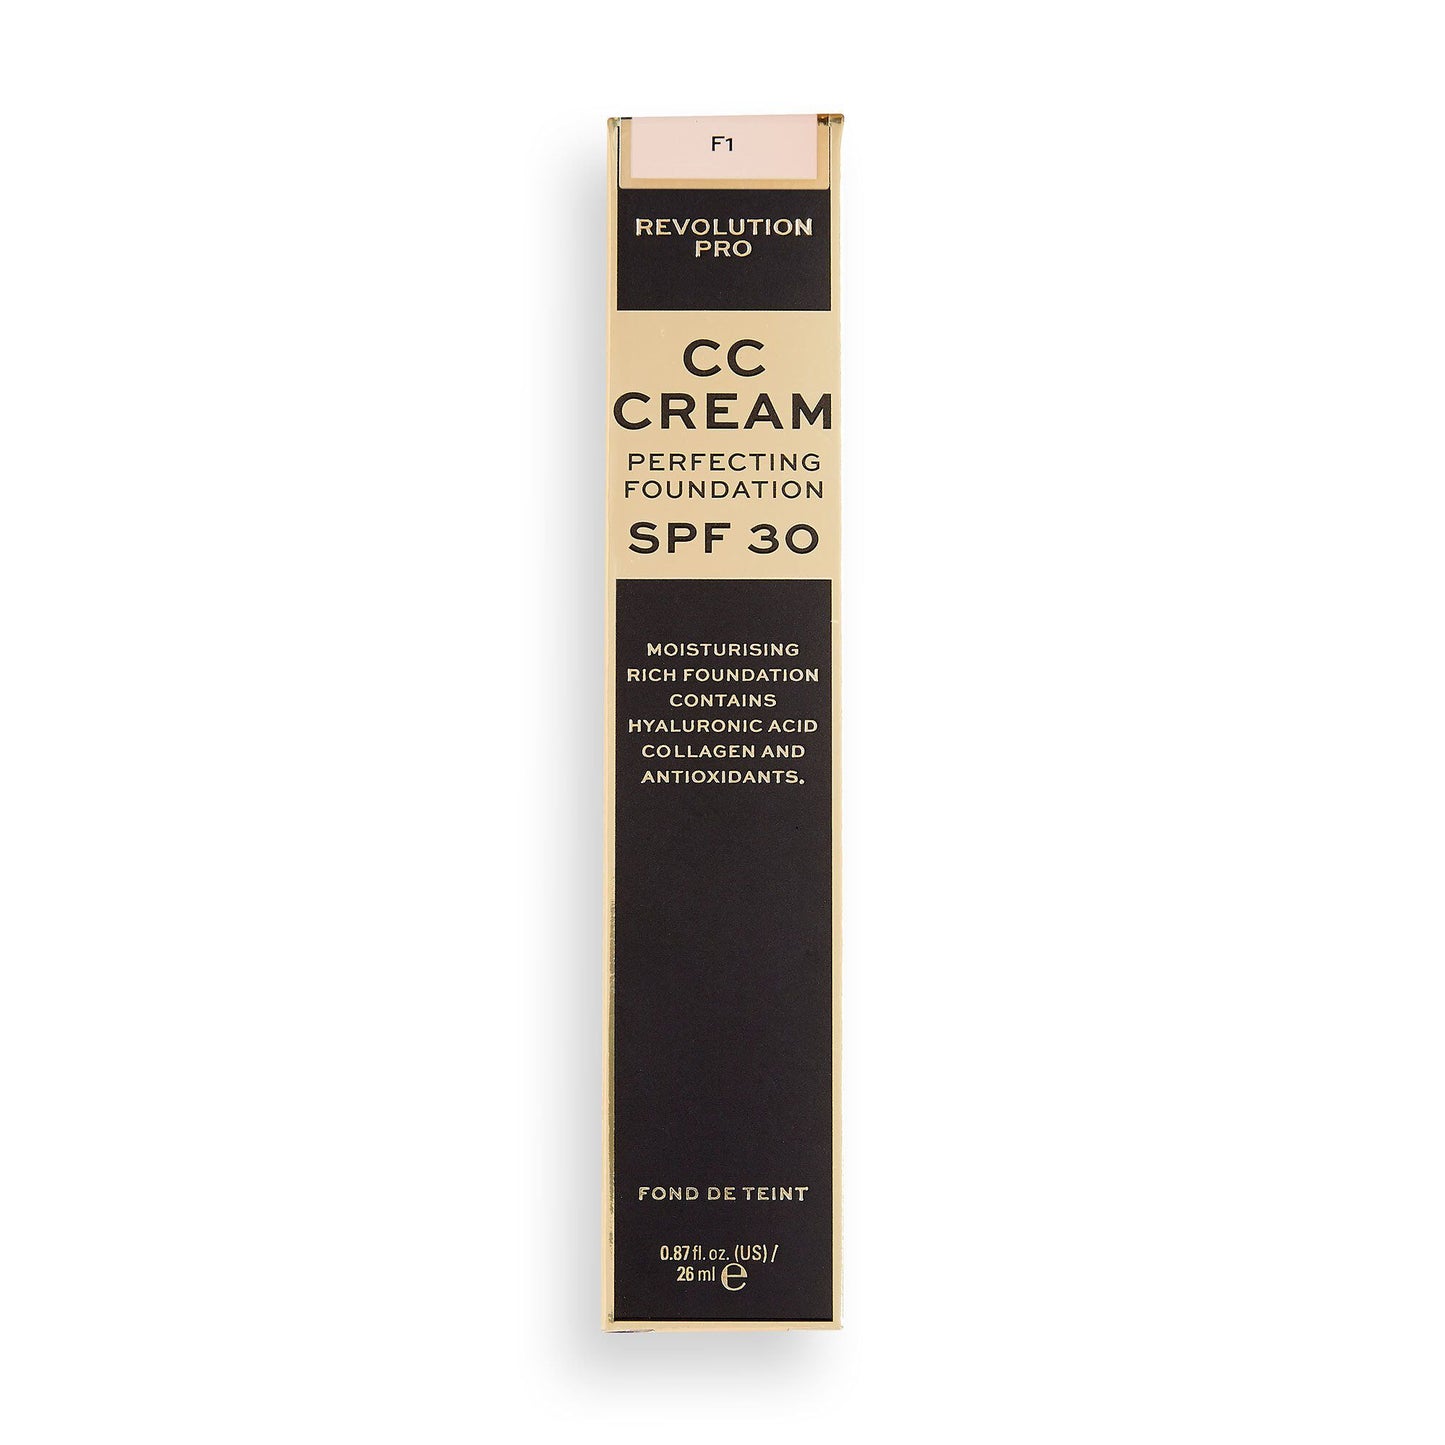 F1
REVOLUTION
PRO
CC
CREAM
PERFECTING
FOUNDATION
SPF 30
MOISTURISING
RICH FOUNDATION
CONTAINS
HYALURONIC ACID
COLLAGEN AND
ANTIOXIDANTS.
FOND DE TEINT
0.87 fl. oz. (US) /
26 ml ℮